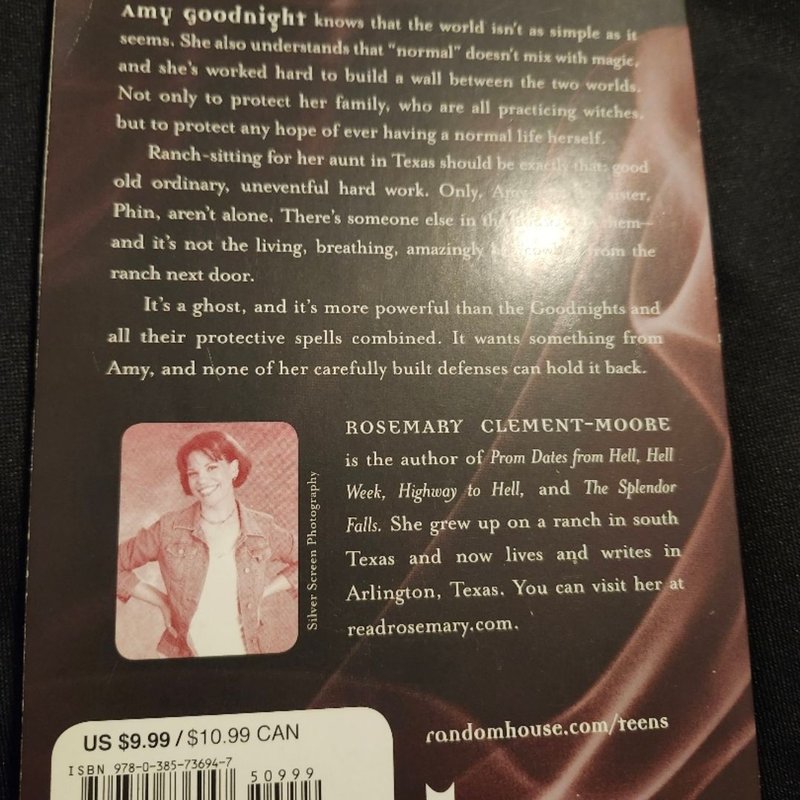 Amy Goodnight knows that the world isn't as simple as it
seems. She also understands that "normal" doesn't mix with magic,
and she's worked hard to build a wall between the two worlds.
Not only to protect her family, who are all practicing witches,
but to protect any hope of ever having a normal life herself.
Ranch-sitting for her aunt in Texas should be exactly that: good
old ordinary, uneventful hard work. Only, Amy sister,
Phin, aren't alone. There's someone else in the them—
and it's not the living, breathing, amazingly from the
ranch next door.
It's a ghost, and it's more powerful than the Goodnights and
all their protective spells combined. It wants something from
Amy, and none of her carefully built defenses can hold it back.
ROSEMARY CLEMENT-MOORE
is the author of Prom Dates from Hell, Hell
Week, Highway to Hell, and The Splendor
Falls. She grew up on a ranch in south
Texas and now lives and writes in
Arlington, Texas. You can visit her at
readrosemary.com.
Silver Screen Photography
randomhouse.com/teens
US $9.99 / $10.99 CAN
ISBN 978-0-385-73694-7
50999